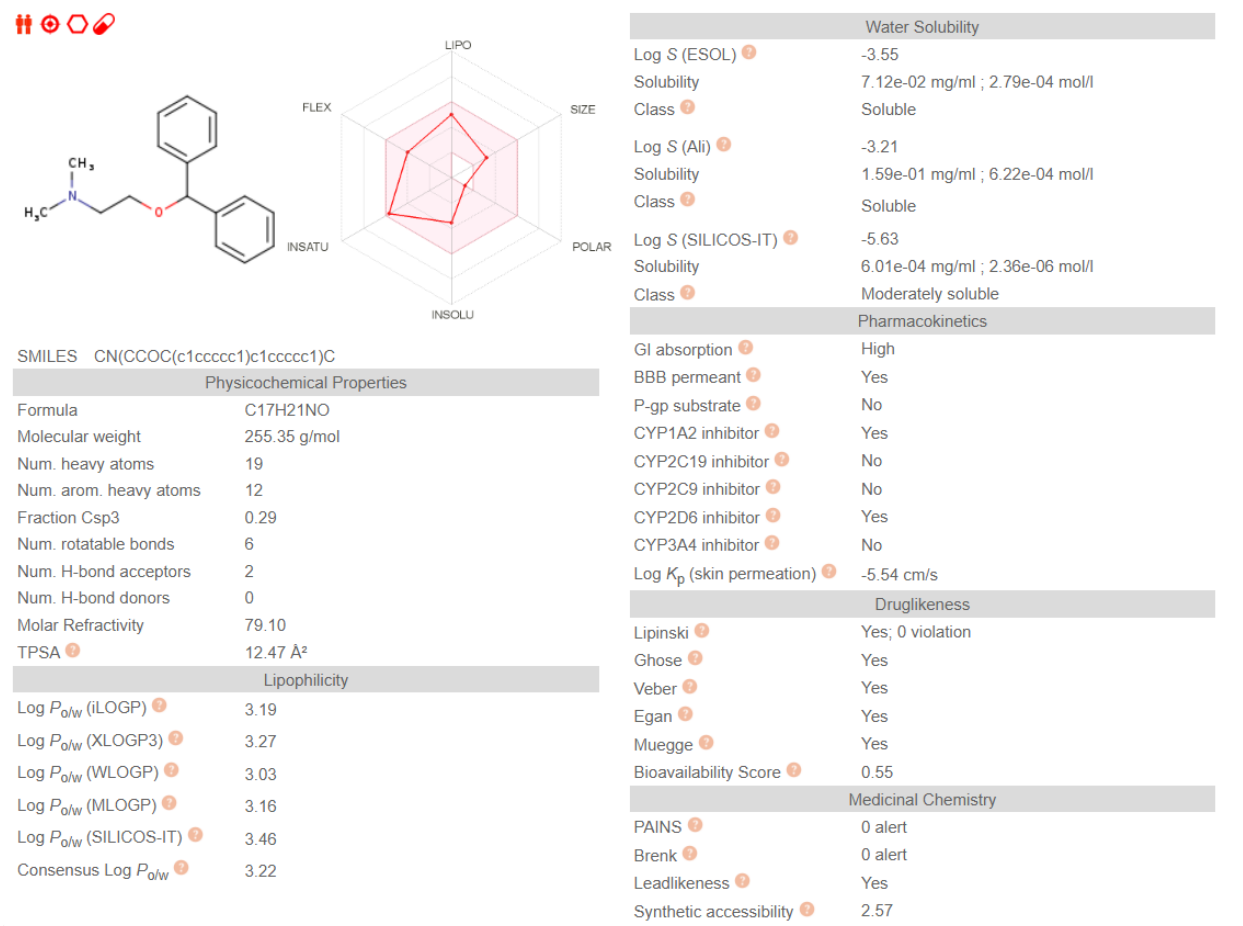 LIPO
FLEX
SIZE
CH3
N
H3C
O
INSATU
POLAR
INSOLU
SMILES CN(CCOC(c1ccccc1)c1ccccc1)C
Physicochemical Properties
Formula C17H21NO
Molecular weight 255.35 g/mol
Num. heavy atoms 19
Num. arom. heavy atoms 12
Fraction Csp3 0.29
Num. rotatable bonds 6
Num. H-bond acceptors 2
Num. H-bond donors 0
Molar Refractivity 79.10
TPSA ? 12.47 Å²
Lipophilicity
Log Po/w (iLOGP) ? 3.19
Log Po/w (XLOGP3) ? 3.27
Log Po/w (WLOGP) ? 3.03
Log Po/w (MLOGP) ? 3.16
Log Po/w (SILICOS-IT) ? 3.46
Consensus Log Po/w ? 3.22
Water Solubility
Log S (ESOL) ? -3.55
Solubility 7.12e-02 mg/ml ; 2.79e-04 mol/l
Class ? Soluble
Log S (Ali) ? -3.21
Solubility 1.59e-01 mg/ml ; 6.22e-04 mol/l
Class ? Soluble
Log S (SILICOS-IT) ? -5.63
Solubility 6.01e-04 mg/ml ; 2.36e-06 mol/l
Class ? Moderately soluble
Pharmacokinetics
GI absorption ? High
BBB permeant ? Yes
P-gp substrate ? No
CYP1A2 inhibitor ? Yes
CYP2C19 inhibitor ? No
CYP2C9 inhibitor ? No
CYP2D6 inhibitor ? Yes
CYP3A4 inhibitor ? No
Log Kp (skin permeation) ? -5.54 cm/s
Druglikeness
Lipinski ? Yes; 0 violation
Ghose ? Yes
Veber ? Yes
Egan ? Yes
Muegge ? Yes
Bioavailability Score ? 0.55
Medicinal Chemistry
PAINS ? 0 alert
Brenk ? 0 alert
Leadlikeness ? Yes
Synthetic accessibility ? 2.57